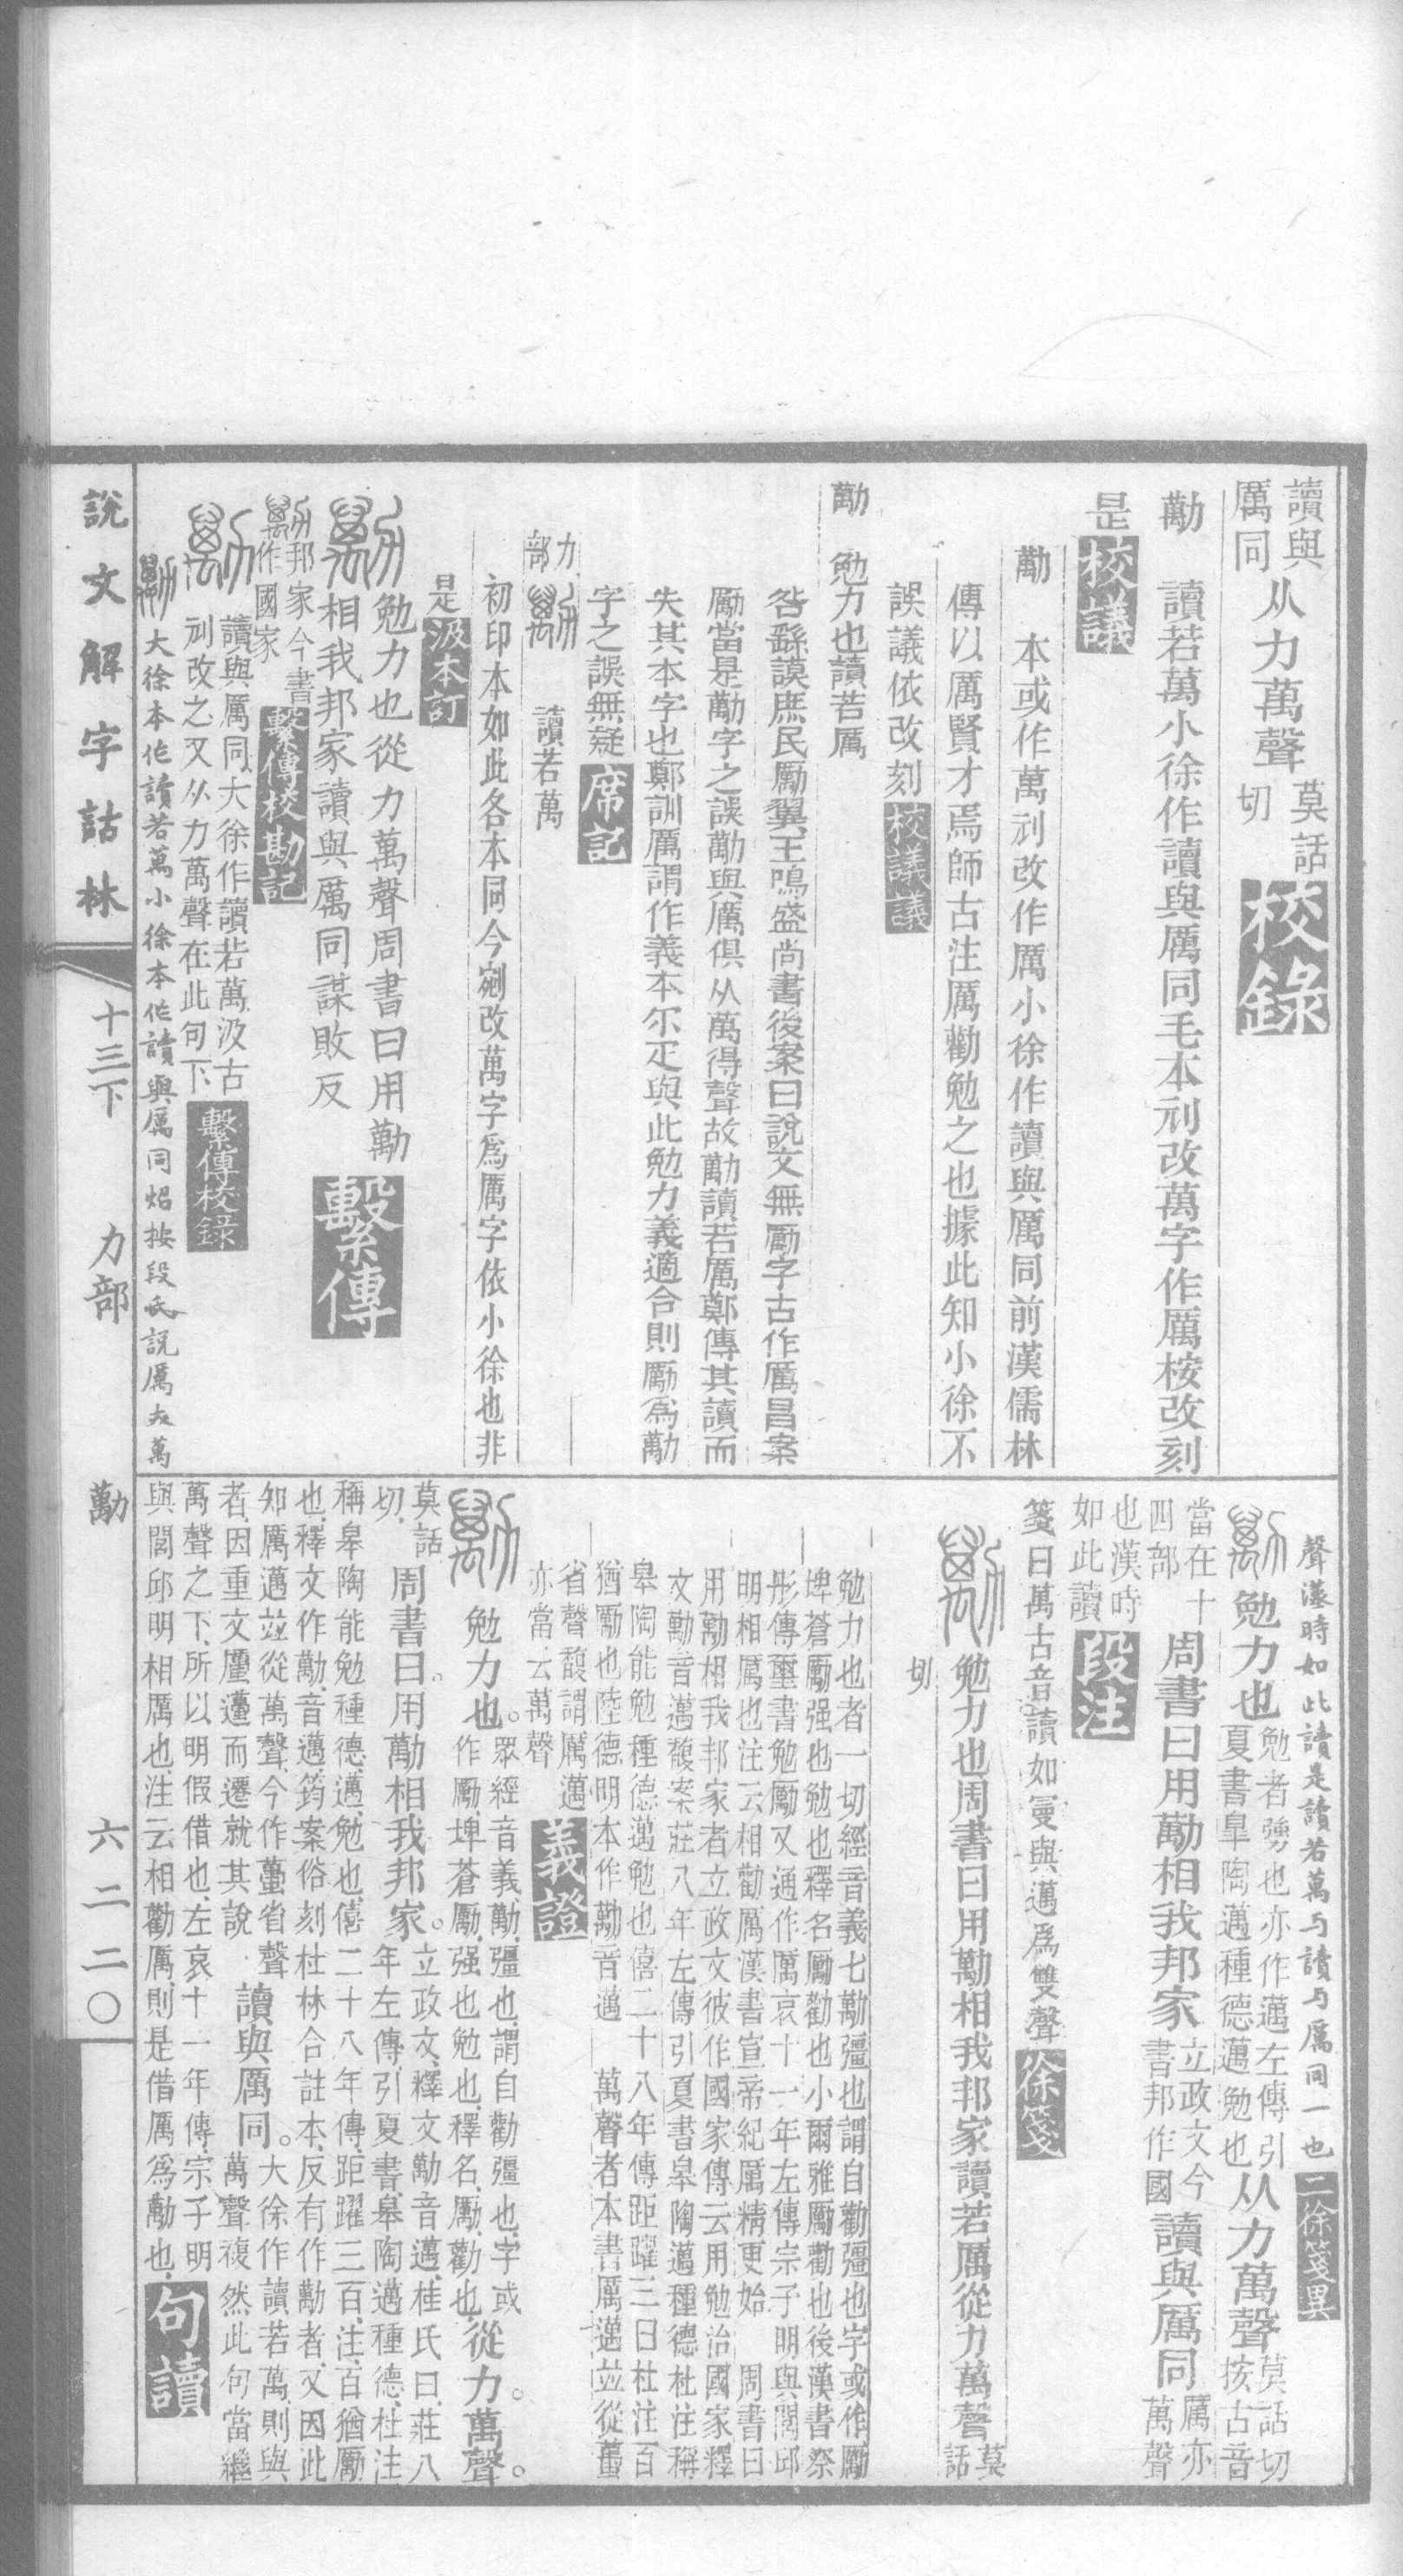 讀與厲同从力萬聲莫話切校錄
勱 讀若萬小徐作讀與厲同毛本刓改萬字作厲桉改刻
是校議
勱 本或作萬刓改作厲小徐作讀與厲同前漢儒林
傳以厲賢才焉師古注厲勸勉之也據此知小徐不
誤議依改刻校議議
勱 勉力也讀若厲
咎繇謨庶民勵翼王鳴盛尚書後案曰說文無勵字古作厲昌案
勵當是勱字之誤勱與厲俱从萬得聲故勱讀若厲鄭傳其讀而
失其本字也鄭訓厲謂作義本尔疋與此勉力義適合則勵爲勱
字之誤無疑席記
力部勱 讀若萬
初印本如此各本同今剜改萬字爲厲字依小徐也非
是汲本訂
勱勉力也從力萬聲周書曰用勱
相我邦家讀與厲同謀敗反繫傳
勱邦家今書作國家繫傳校勘記
勱讀與厲同大徐作讀若萬汲古
刓改之又从力萬聲在此句下繫傳校錄
勱大徐本作讀若萬小徐本作讀與厲同炤按段氏說厲亦萬
聲漢時如此讀是讀若萬与讀与厲同一也二徐箋異
勱勉力也勉者勥也亦作邁左傳引夏書皐陶邁種德邁勉也从力萬聲莫話切按古音
當在十四部周書曰用勱相我邦家立政文今書邦作國讀與厲同厲亦萬聲
也漢時如此讀段注
箋曰萬古音讀如曼與邁爲雙聲徐箋
勱勉力也周書曰用勱相我邦家讀若厲從力萬聲莫話
切
勉力也者一切經音義七勱彊也謂自勸彊也字或作勵
埤蒼勵强也勉也釋名勵勸也小爾雅勵勸也後漢書祭
肜傳璽書勉勵又通作厲哀十一年左傳宗子明與閭邱
明相厲也注云相勸厲漢書宣帝紀厲精更始 周書曰
用勱相我邦家者立政文彼作國家傳云用勉治國家釋
文勱音邁馥案莊八年左傳引夏書皋陶邁種德杜注稱
皋陶能勉種德邁勉也僖二十八年傳距躍三百杜注百
猶勵也陸德明本作勱音邁 萬聲者本書厲邁竝從蠆
省聲馥謂厲邁
亦當云萬聲義證
勱勉力也。眾經音義勱彊也謂自勸彊也字或作勵埤蒼勵强也勉也釋名勵勸也從力萬聲。
莫話切周書曰。用勱相我邦家。立政文釋文勱音邁桂氏曰莊八年左傳引夏書皋陶邁種德杜注
稱皋陶能勉種德邁勉也僖二十八年傳距躍三百注百猶勵
也釋文作勱音邁筠案俗刻杜林合註本反有作勱者又因此
知厲邁竝從萬聲今作蠆省聲讀與厲同。大徐作讀若萬則與
者因重文𧓽䘈而遷就其說萬聲複然此句當繼
萬聲之下所以明假借也左哀十一年傳宗子明
與閭邱明相厲也注云相勸厲則是借厲爲勱也句讀
說文解字詁林 十三下 力部 勱 六二二〇